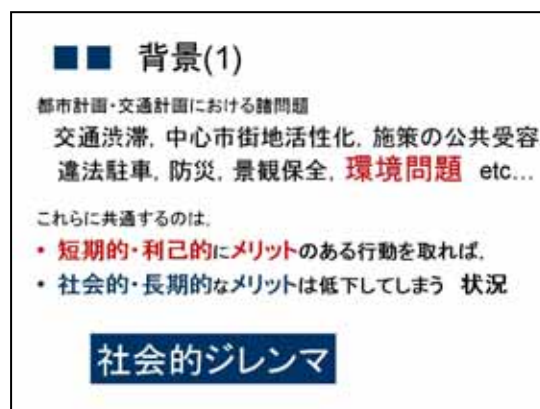 ■■ 背景(1)
都市計画・交通計画における諸問題
交通渋滞, 中心市街地活性化, 施策の公共受容
違法駐車, 防災, 景観保全, 環境問題 etc…
これらに共通するのは,
• 短期的・利己的にメリットのある行動を取れば,
• 社会的・長期的なメリットは低下してしまう 状況
社会的ジレンマ